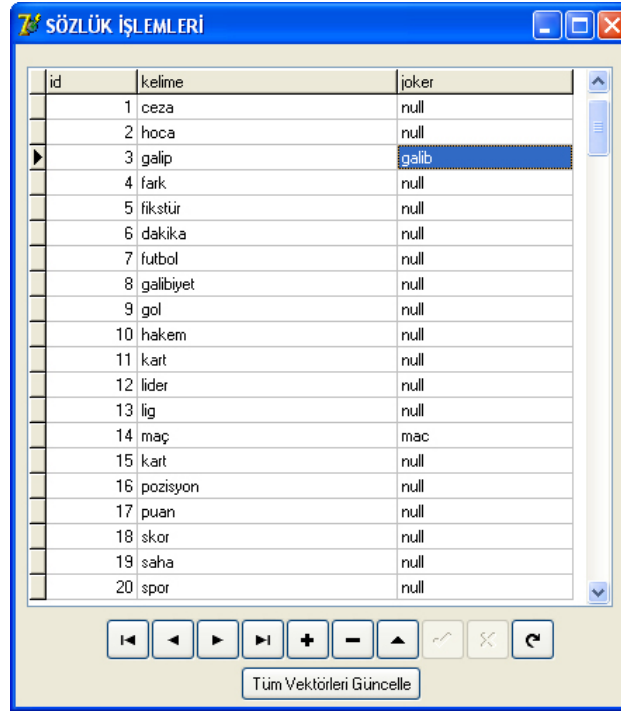 SÖZLÜK İŞLEMLERİ
id kelime joker
1 ceza null
2 hoca null
3 galip galib
4 fark null
5 fikstür null
6 dakika null
7 futbol null
8 galibiyet null
9 gol null
10 hakem null
11 kart null
12 lider null
13 lig null
14 maç mac
15 kart null
16 pozisyon null
17 puan null
18 skor null
19 saha null
20 spor null
Tüm Vektörleri Güncelle